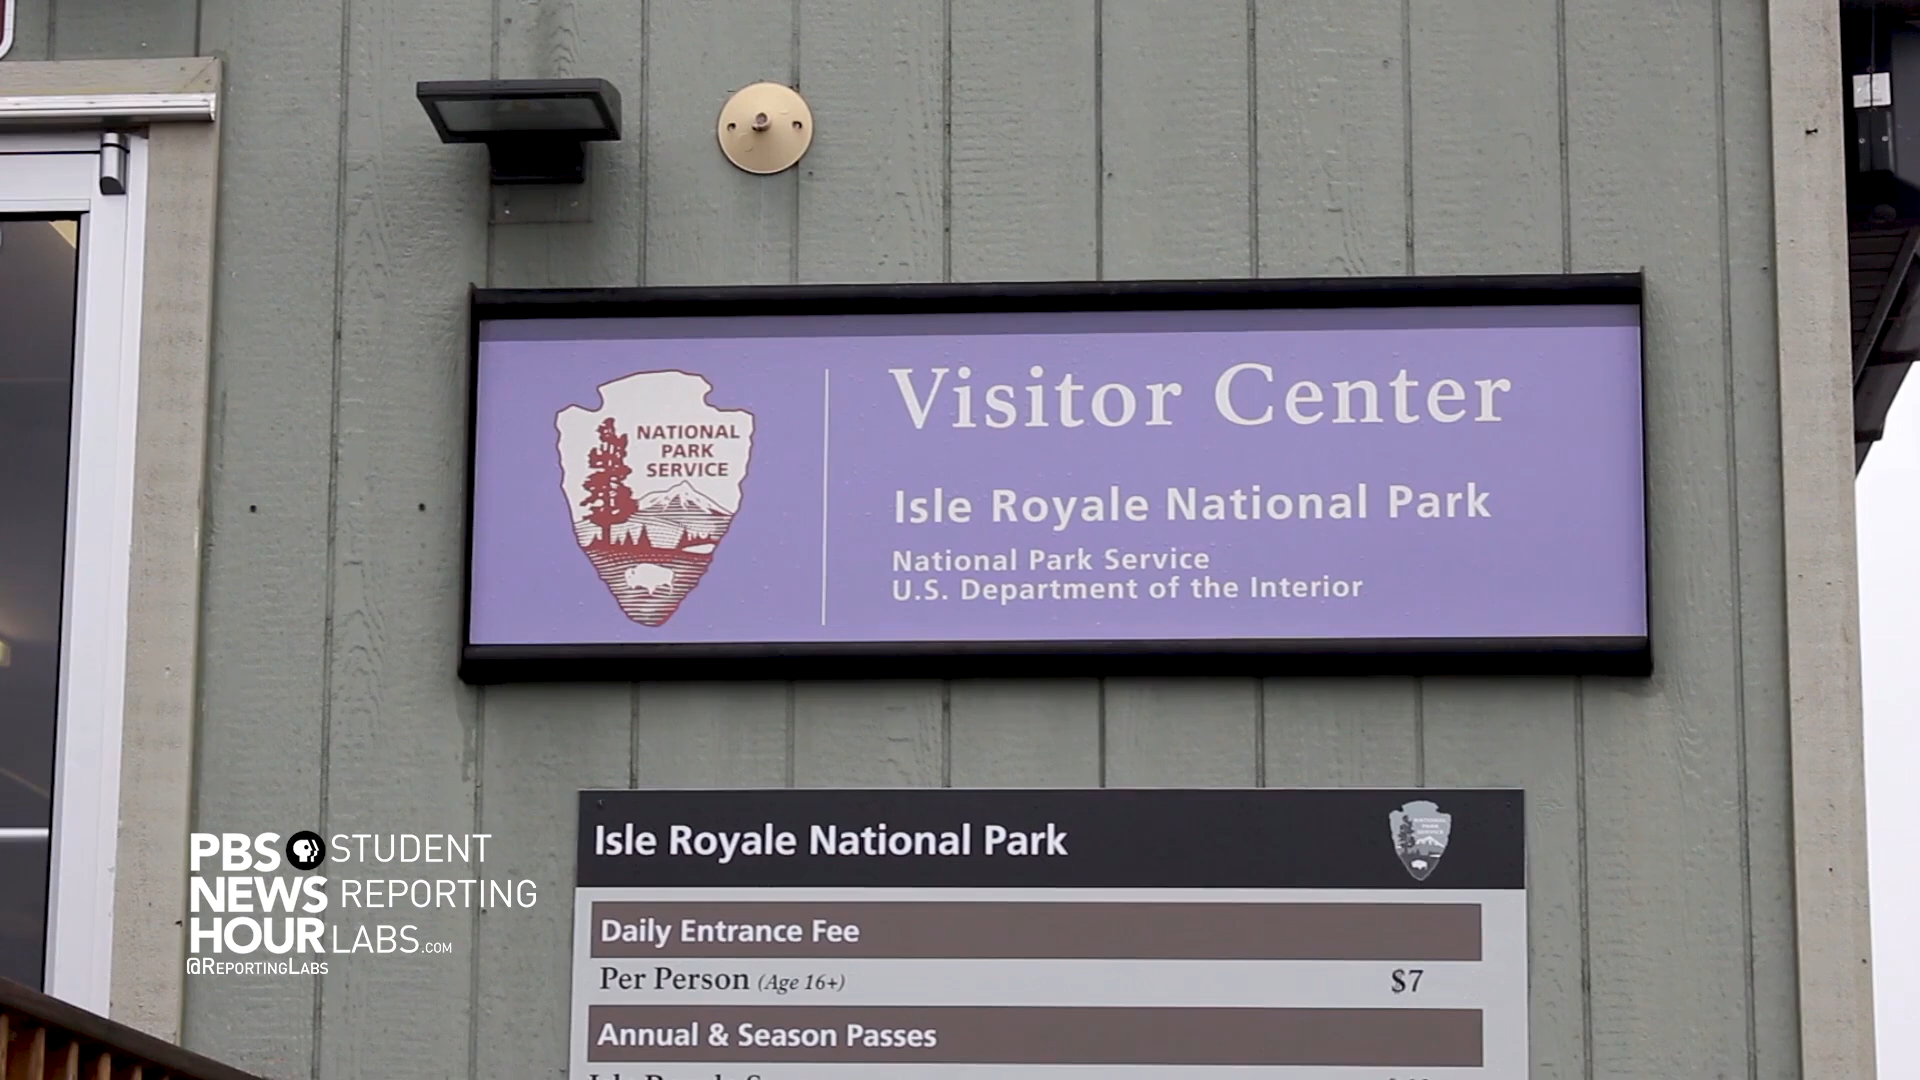 Visitor Center
NATIONAL
PARK
SERVICE
Isle Royale National Park
National Park Service
U.S. Department of the Interior
Isle Royale National Park
Daily Entrance Fee
Per Person (Age 16+) $7
Annual & Season Passes
PBS STUDENT
NEWS REPORTING
HOUR LABS.COM
@REPORTINGLABS